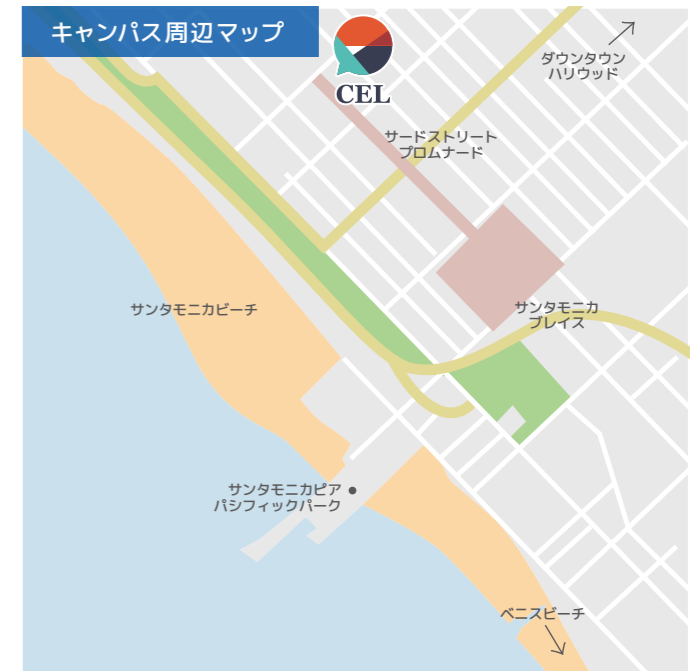 キャンパス周辺マップ
CEL
ダウンタウン
ハリウッド
サードストリート
プロムナード
サンタモニカビーチ
サンタモニカ
プレイス
サンタモニカピア
パシフィックパーク
ベニスビーチ